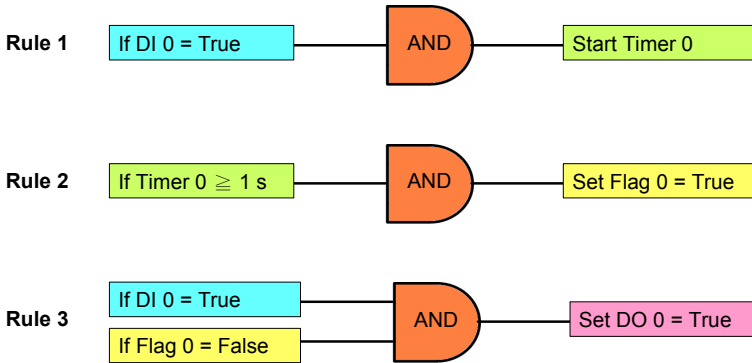 Rule 1
If DI 0 = True
AND
Start Timer 0
Rule 2
If Timer 0 ≧ 1 s
AND
Set Flag 0 = True
Rule 3
If DI 0 = True
If Flag 0 = False
AND
Set DO 0 = True